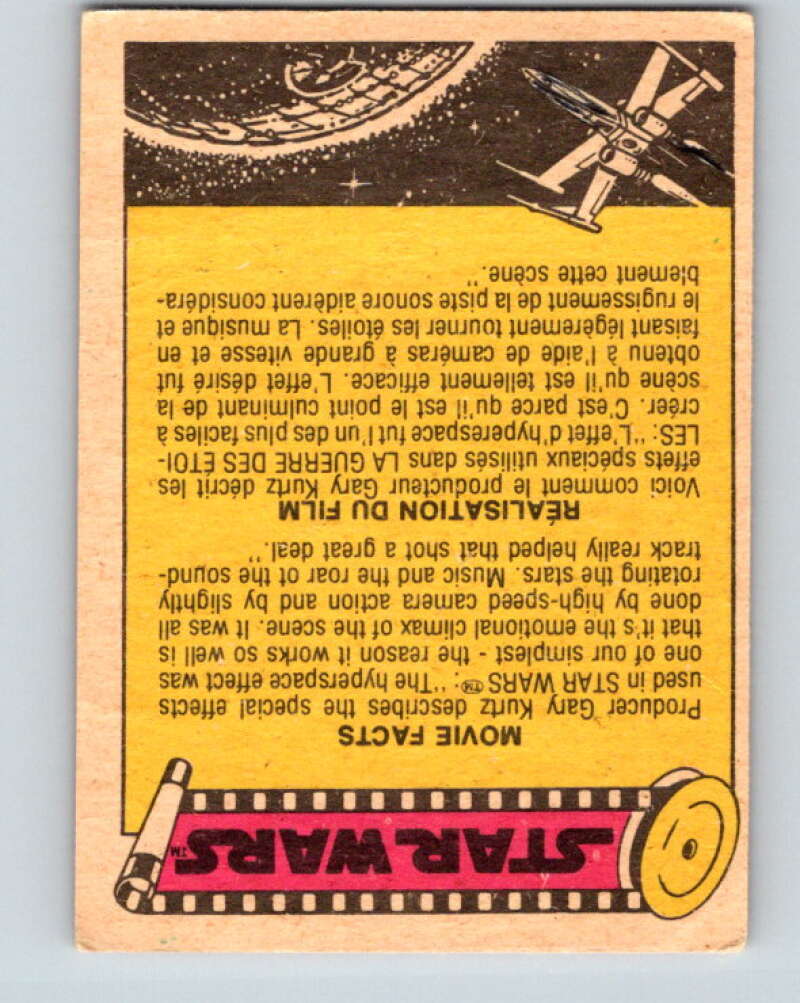 STAR WARS™
MOVIE FACTS
Producer Gary Kurtz describes the special effects
used in STAR WARS™: "The hyperspace effect was
one of our simplest - the reason it works so well is
that it's the emotional climax of the scene. It was all
done by high-speed camera action and by slightly
rotating the stars. Music and the roar of the sound-
track really helped that shot a great deal."
RÉALISATION DU FILM
Voici comment le producteur Gary Kurtz décrit les
effets spéciaux utilisés dans LA GUERRE DES ÉTOI-
LES: "L'effet d'hyperespace fut l'un des plus faciles à
créer. C'est parce qu'il est le point culminant de la
scène qu'il est tellement efficace. L'effet désiré fut
obtenu à l'aide de caméras à grande vitesse et en
faisant légèrement tourner les étoiles. La musique et
le rugissement de la piste sonore aidèrent considéra-
blement cette scène."